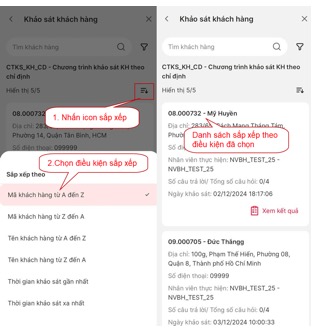 Khảo sát khách hàng
Tìm khách hàng
CTKS_KH_CD - Chương trình khảo sát KH theo
chỉ định
Hiển thị 5/5
1. Nhấn icon sắp xếp
08.000732
Địa chỉ: 283/
Phường 14, Quận Tân Bình, HCM
Số điện thoại: 099999
2.Chọn điều kiện sắp xếp
Sắp xếp theo
Mã khách hàng từ A đến Z
Mã khách hàng từ Z đến A
Tên khách hàng từ A đến Z
Tên khách hàng từ Z đến A
Thời gian khảo sát gần nhất
Thời gian khảo sát xa nhất
Khảo sát khách hàng
Tìm khách hàng
CTKS_KH_CD - Chương trình khảo sát KH theo
chỉ định
Hiển thị 5/5
08.000732 - Mỹ Huyền
Địa chỉ: 283/ Cách Mạng Tháng Tám,
Danh sách sắp xếp theo
điều kiện đã chọn
Phường
Số điện
Nhân viên thực hiện: NVBH_TEST_25 -
NVBH_TEST_25
Số câu trả lời/ Tổng số câu hỏi: 0/4
Ngày khảo sát: 02/12/2024 18:17:06
Xem kết quả
09.000705 - Đức Thăngg
Địa chỉ: 100g, Phạm Thế Hiển, Phường 08,
Quận 8, Thành phố Hồ Chí Minh
Số điện thoại: 09999
Nhân viên thực hiện: NVBH_TEST_25 -
NVBH_TEST_25
Số câu trả lời/ Tổng số câu hỏi: 0/4
Ngày khảo sát: 03/12/2024 10:00:33